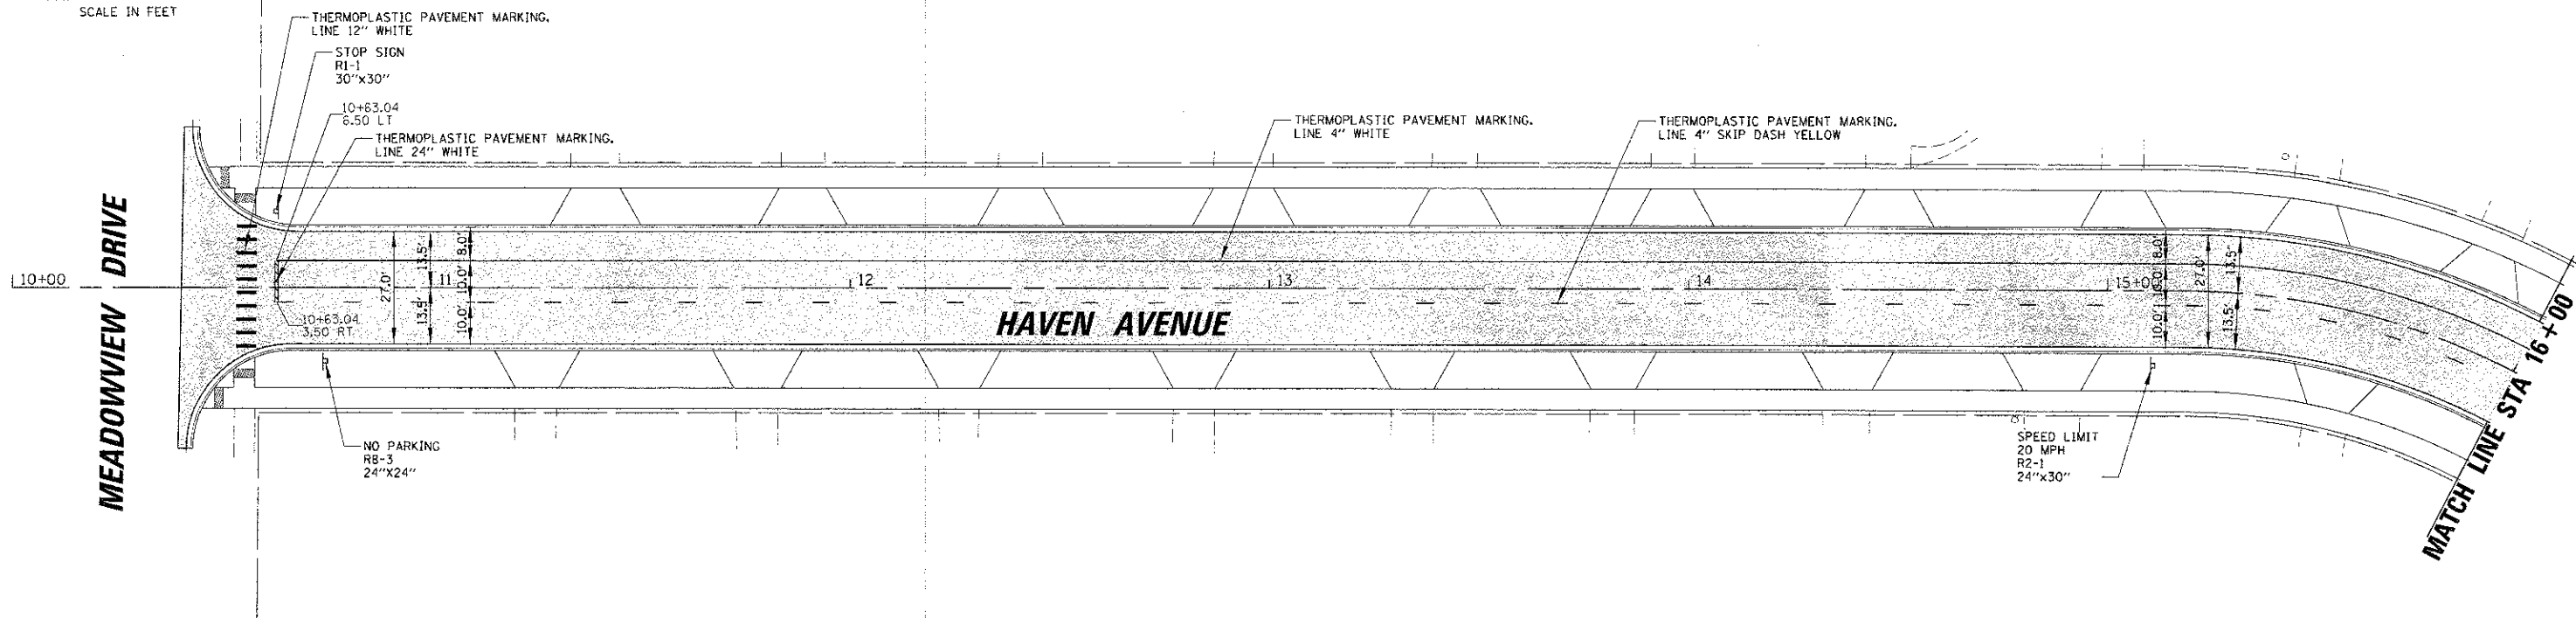 SCALE IN FEET
THERMOPLASTIC PAVEMENT MARKING,
LINE 12" WHITE
STOP SIGN
R1-1
30"x30"
10+63.04
6.50 LT
THERMOPLASTIC PAVEMENT MARKING,
LINE 24" WHITE
THERMOPLASTIC PAVEMENT MARKING,
LINE 4" WHITE
THERMOPLASTIC PAVEMENT MARKING,
LINE 4" SKIP DASH YELLOW
MEADOWVIEW DRIVE
10+00
27.0'
13.5'
13.5'
8.0'
10.0'
10.0'
11
12
13
14
15+00
HAVEN AVENUE
10+63.04
3.50 RT
8.0'
10.0'
10.0'
27.0'
13.5'
13.5'
NO PARKING
R8-3
24"X24"
SPEED LIMIT
20 MPH
R2-1
24"x30"
MATCH LINE STA 16+00